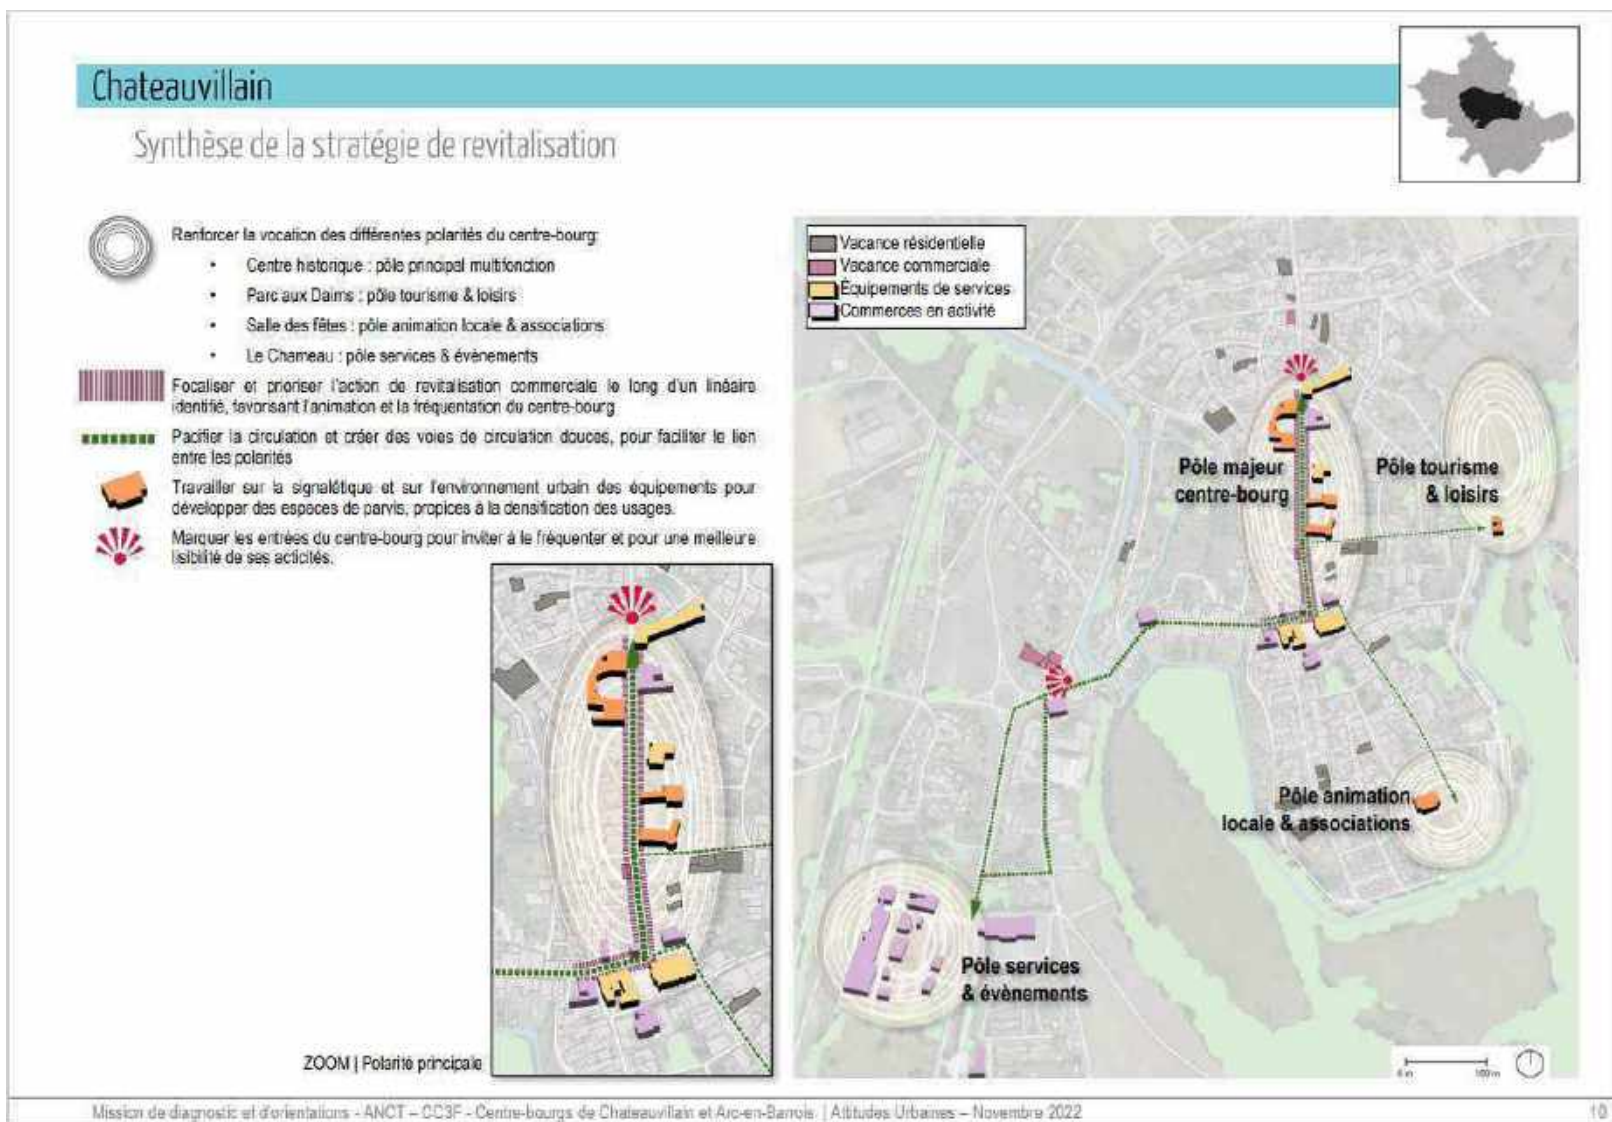 Chateauvillain
Synthèse de la stratégie de revitalisation
Renforcer la vocation des différentes polarités du centre-bourg:
• Centre historique : pôle principal multifonction
• Parc aux Daims : pôle tourisme & loisirs
• Salle des fêtes : pôle animation locale & associations
• Le Chameau : pôle services & évènements
Focaliser et prioriser l'action de revitalisation commerciale le long d'un linéaire
identifié, favorisant l'animation et la fréquentation du centre-bourg
Pacifier la circulation et créer des voies de circulation douces, pour faciliter le lien
entre les polarités
Travailler sur la signalétique et sur l'environnement urbain des équipements pour
développer des espaces de parvis, propices à la densification des usages.
Marquer les entrées du centre-bourg pour inviter à le fréquenter et pour une meilleure
lisibilité de ses acticités.
ZOOM | Polarité principale
Vacance résidentielle
Vacance commerciale
Équipements de services
Commerces en activité
Pôle majeur
centre-bourg
Pôle tourisme
& loisirs
Pôle animation
locale & associations
Pôle services
& évènements
0 m 100 m
Mission de diagnostic et d'orientations - ANCT – CC3F - Centre-bourgs de Chateauvillain et Arc-en-Barrois | Attitudes Urbaines – Novembre 2022
10